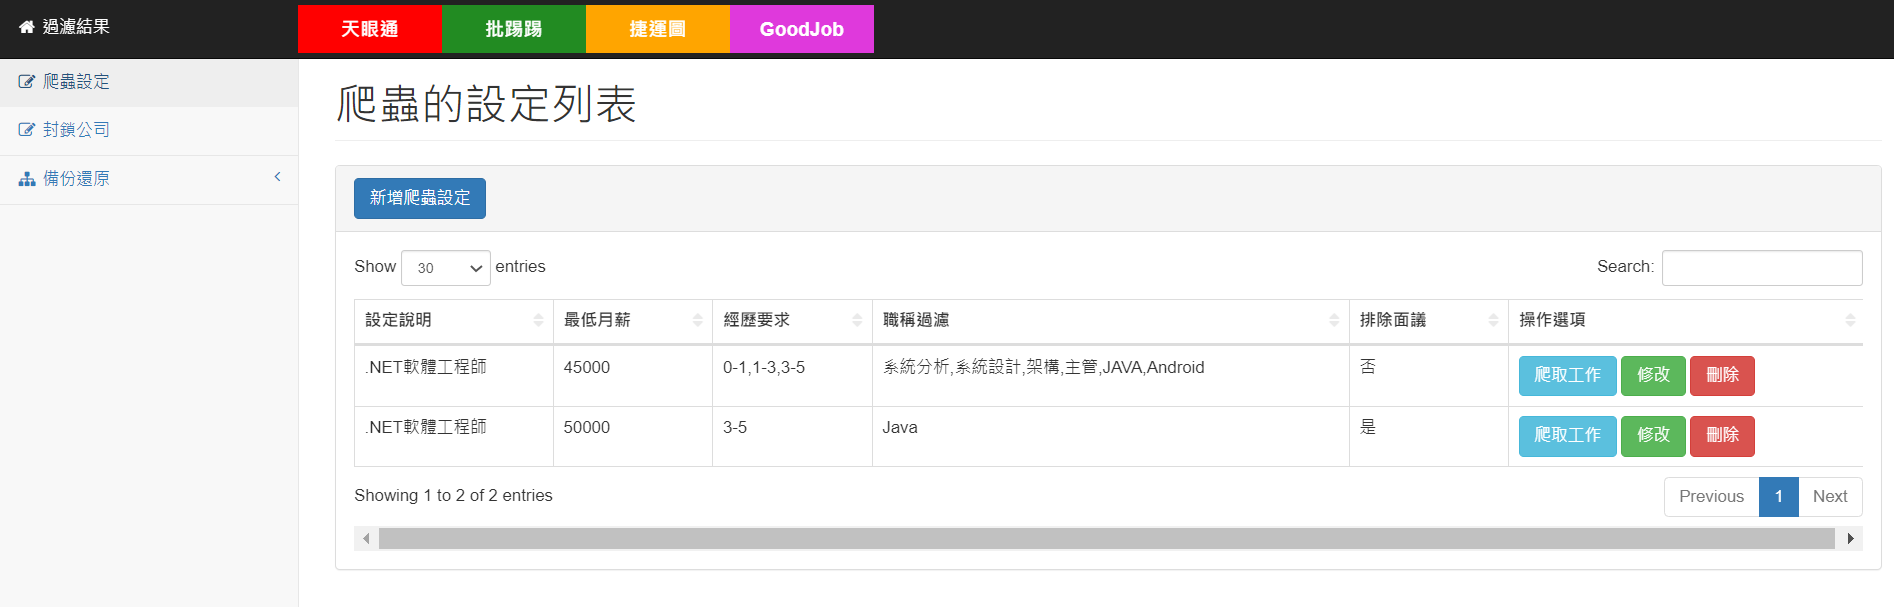 過濾結果
天眼通 批踢踢 捷運圖 GoodJob
爬蟲設定
封鎖公司
備份還原
爬蟲的設定列表
新增爬蟲設定
Show 30 entries Search:
設定說明 最低月薪 經歷要求 職稱過濾 排除面議 操作選項
.NET軟體工程師 45000 0-1,1-3,3-5 系統分析,系統設計,架構,主管,JAVA,Android 否 爬取工作 修改 刪除
.NET軟體工程師 50000 3-5 Java 是 爬取工作 修改 刪除
Showing 1 to 2 of 2 entries Previous 1 Next